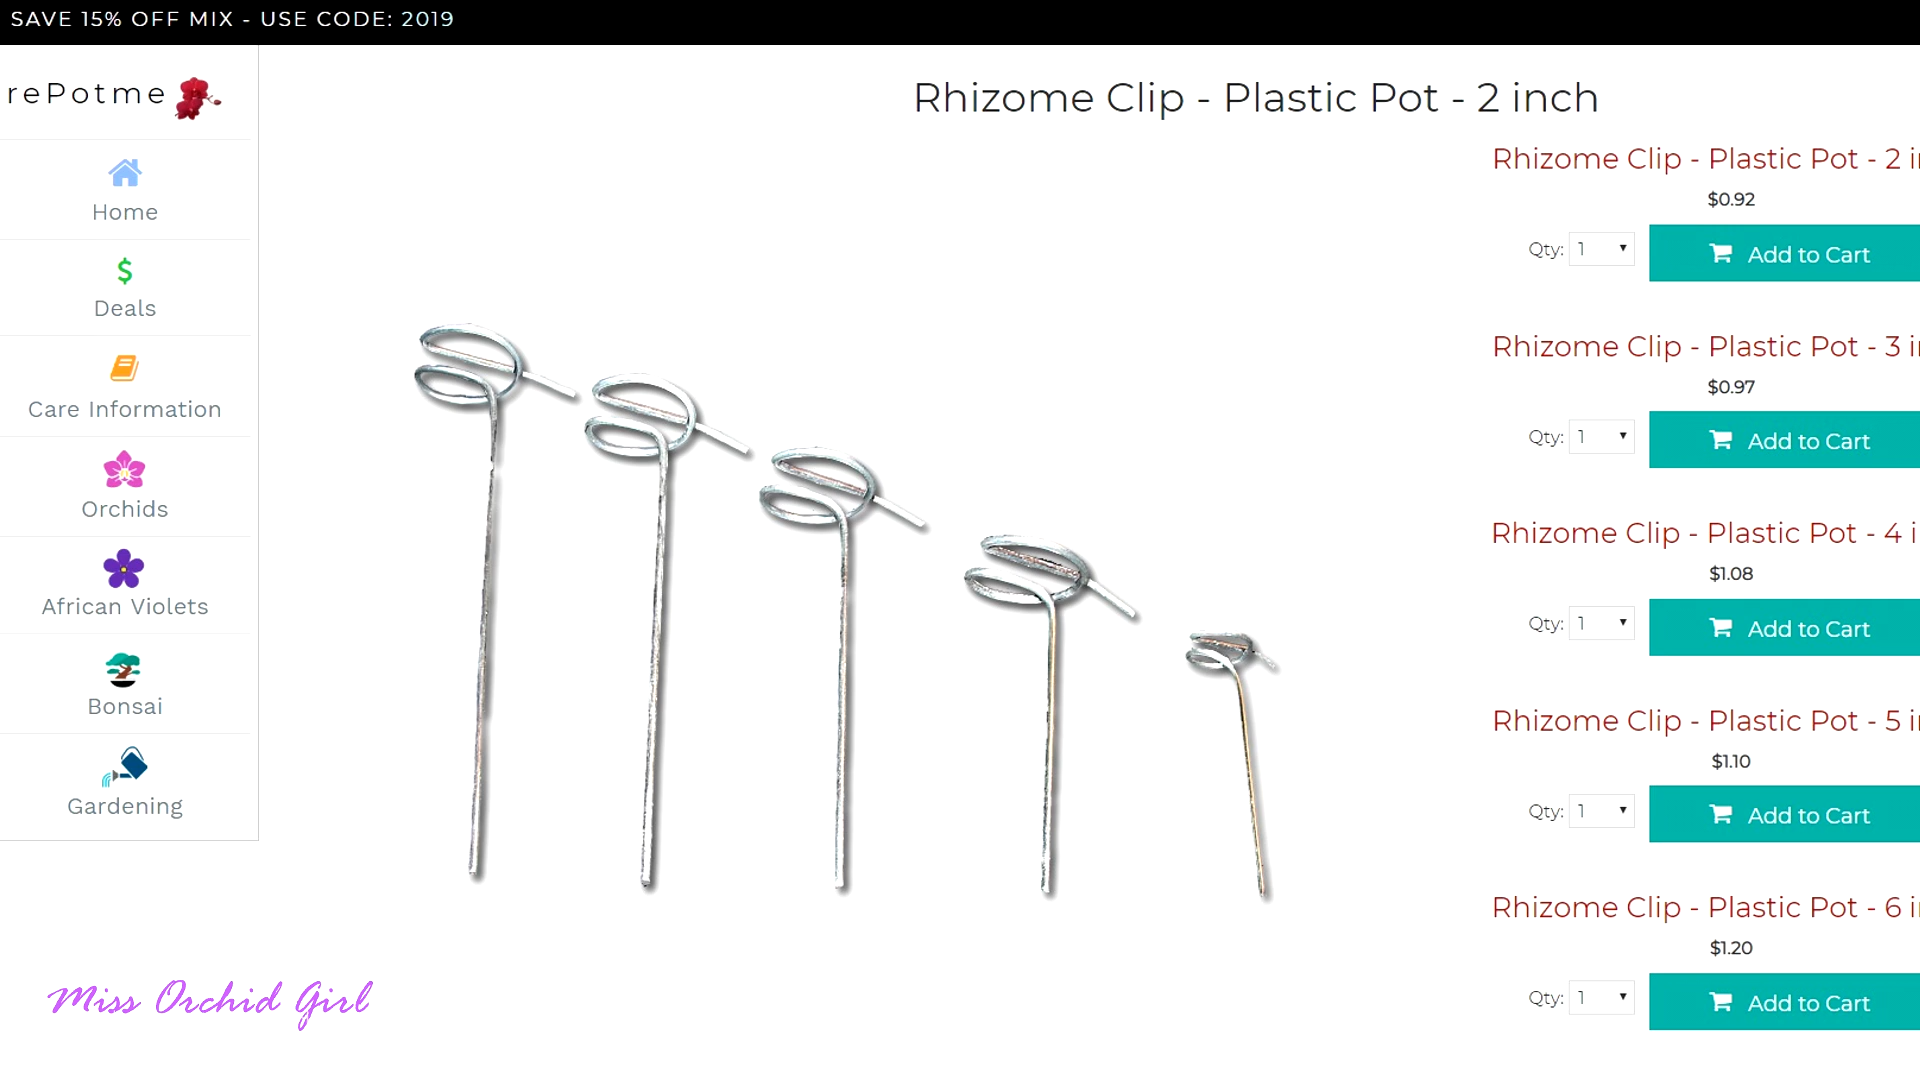 SAVE 15% OFF MIX - USE CODE: 2019
rePotme
Home
Deals
Care Information
Orchids
African Violets
Bonsai
Gardening
Rhizome Clip - Plastic Pot - 2 inch
Rhizome Clip - Plastic Pot - 2
$0.92
Qty: 1
Add to Cart
Rhizome Clip - Plastic Pot - 3
$0.97
Qty: 1
Add to Cart
Rhizome Clip - Plastic Pot - 4
$1.08
Qty: 1
Add to Cart
Rhizome Clip - Plastic Pot - 5
$1.10
Qty: 1
Add to Cart
Rhizome Clip - Plastic Pot - 6
$1.20
Qty: 1
Add to Cart
Miss Orchid Girl